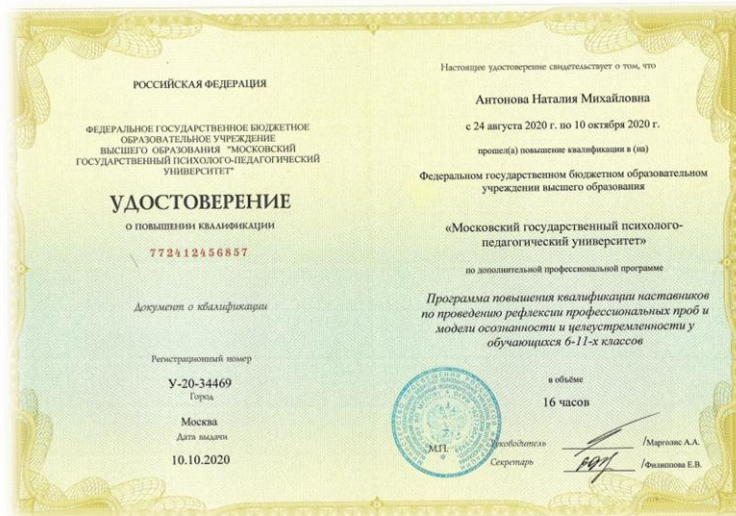 РОССИЙСКАЯ ФЕДЕРАЦИЯ
ФЕДЕРАЛЬНОЕ ГОСУДАРСТВЕННОЕ БЮДЖЕТНОЕ
ОБРАЗОВАТЕЛЬНОЕ УЧРЕЖДЕНИЕ
ВЫСШЕГО ОБРАЗОВАНИЯ "МОСКОВСКИЙ
ГОСУДАРСТВЕННЫЙ ПСИХОЛОГО-ПЕДАГОГИЧЕСКИЙ
УНИВЕРСИТЕТ"
УДОСТОВЕРЕНИЕ
О ПОВЫШЕНИИ КВАЛИФИКАЦИИ
772412456857
Документ о квалификации
Регистрационный номер
У-20-34469
Город
Москва
Дата выдачи
10.10.2020
Настоящее удостоверение свидетельствует о том, что
Антонова Наталия Михайловна
с 24 августа 2020 г. по 10 октября 2020 г.
прошел(а) повышение квалификации в (на)
Федеральном государственном бюджетном образовательном
учреждении высшего образования
«Московский государственный психолого-
педагогический университет»
по дополнительной профессиональной программе
Программа повышения квалификации наставников
по проведению рефлексии профессиональных проб и
модели осознанности и целеустремленности у
обучающихся 6-11-х классов
в объёме
16 часов
М.П.
Руководитель /Марголис А.А.
Секретарь /Филиппова Е.В.